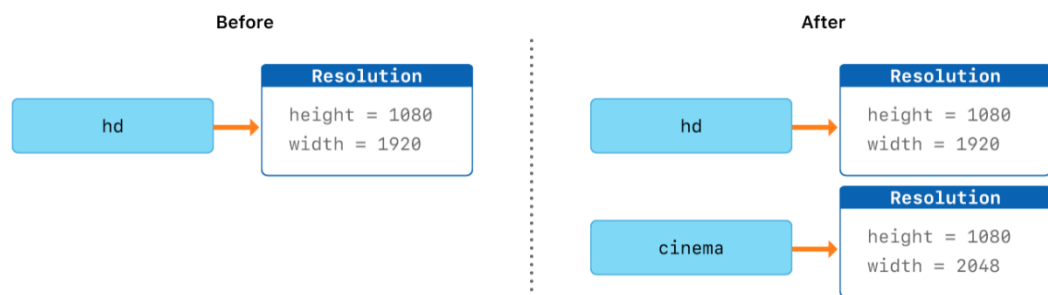 Before
hd
Resolution
height = 1080
width = 1920
After
hd
Resolution
height = 1080
width = 1920
cinema
Resolution
height = 1080
width = 2048